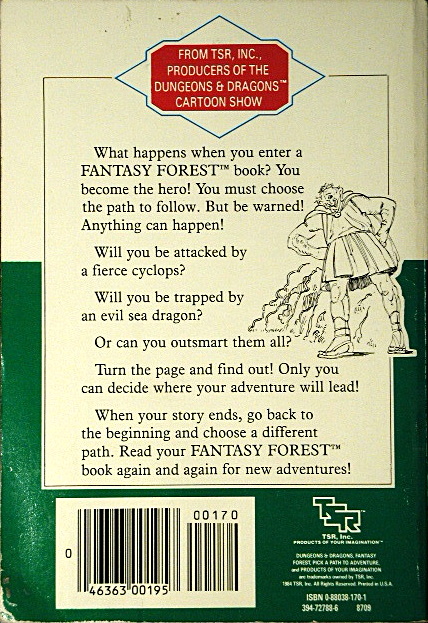 FROM TSR, INC.,
PRODUCERS OF THE
DUNGEONS & DRAGONS™
CARTOON SHOW
What happens when you enter a
FANTASY FOREST™ book? You
become the hero! You must choose
the path to follow. But be warned!
Anything can happen!
Will you be attacked by
a fierce cyclops?
Will you be trapped by
an evil sea dragon?
Or can you outsmart them all?
Turn the page and find out! Only you
can decide where your adventure will lead!
When your story ends, go back to
the beginning and choose a different
path. Read your FANTASY FOREST™
book again and again for new adventures!
00170
0
46363 00195
TSR
TSR, Inc.
PRODUCTS OF YOUR IMAGINATION™
DUNGEONS & DRAGONS, FANTASY
FOREST, PICK A PATH TO ADVENTURE,
and PRODUCTS OF YOUR IMAGINATION
are trademarks owned by TSR, Inc.
1984 TSR, Inc. All Rights Reserved. Printed in U.S.A.
ISBN 0-88038-170-1
394-72788-6 8709